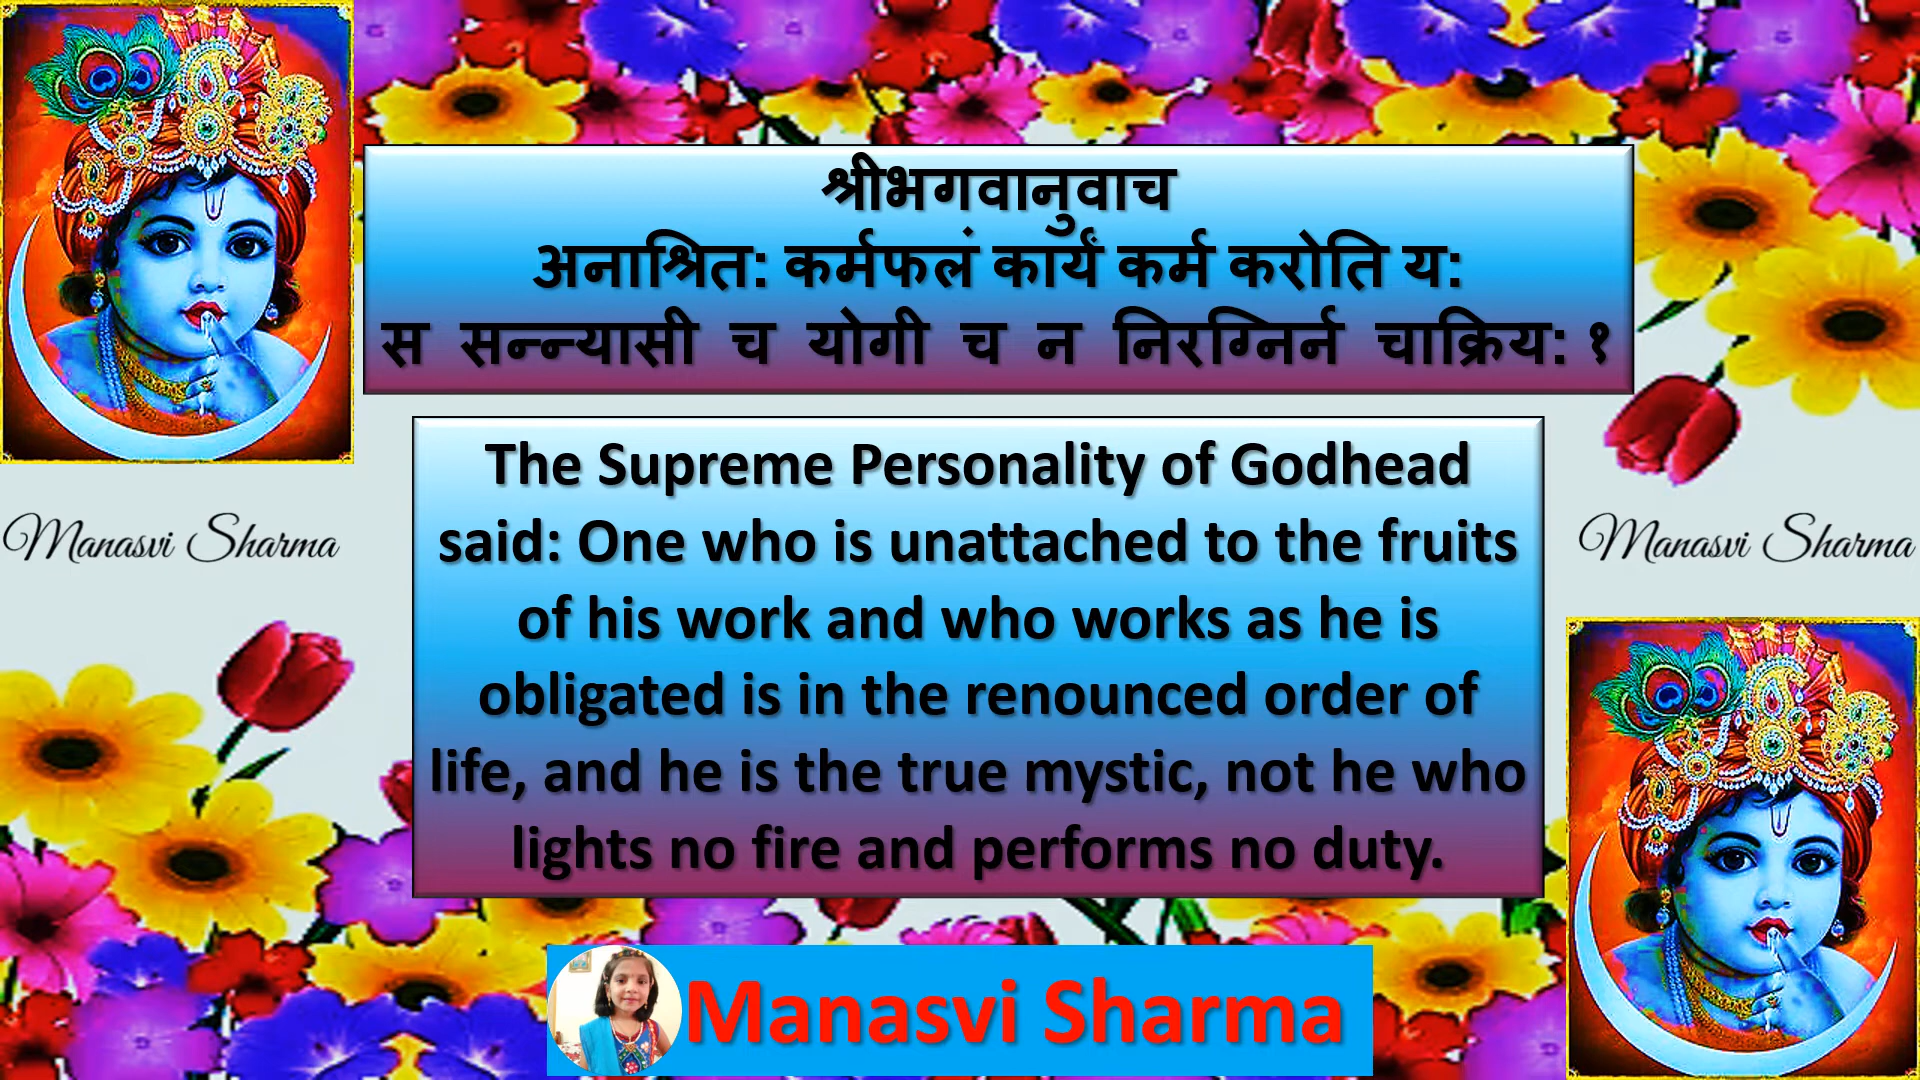 श्रीभगवानुवाच
अनाश्रित: कर्मफलं कार्यं कर्म करोति य:
स सन्न्यासी च योगी च न निरग्निर्न चाक्रिय: १
The Supreme Personality of Godhead
said: One who is unattached to the fruits
of his work and who works as he is
obligated is in the renounced order of
life, and he is the true mystic, not he who
lights no fire and performs no duty.
Manasvi Sharma
Manasvi Sharma
Manasvi Sharma